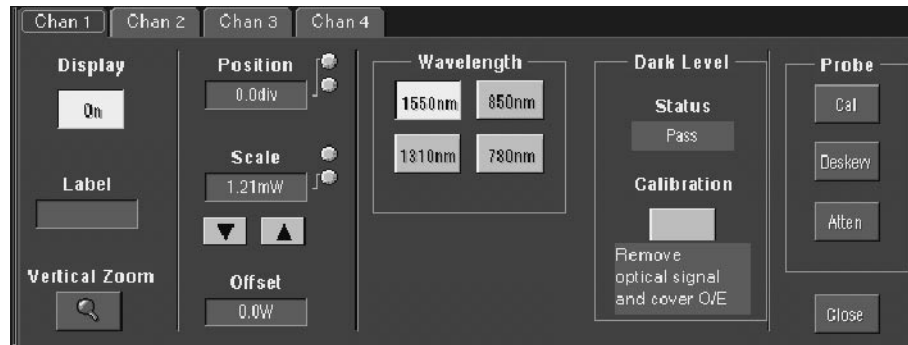 Chan 1 Chan 2 Chan 3 Chan 4
Display
On
Label
Vertical Zoom
Position
0.0div
Scale
1.21mW
Offset
0.0W
Wavelength
1550nm 850nm
1310nm 780nm
Dark Level
Status
Pass
Calibration
Remove
optical signal
and cover O/E
Probe
Cal
Deskew
Atten
Close